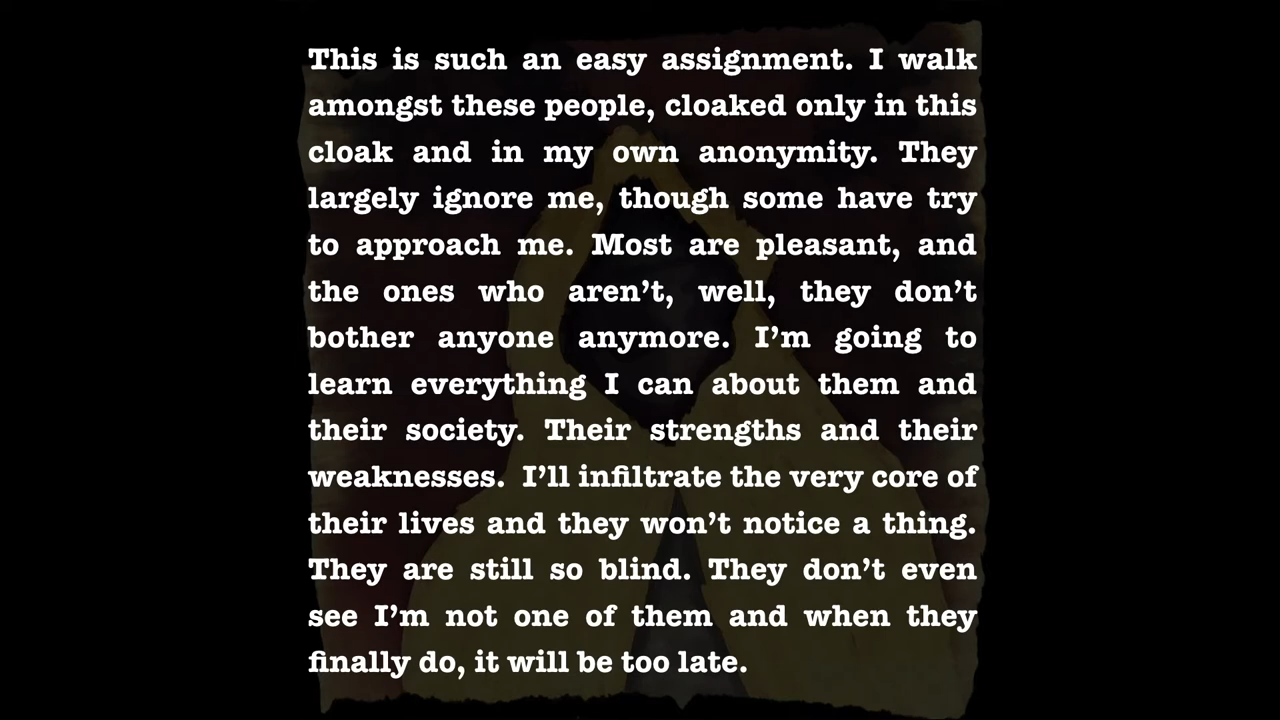 This is such an easy assignment. I walk
amongst these people, cloaked only in this
cloak and in my own anonymity. They
largely ignore me, though some have try
to approach me. Most are pleasant, and
the ones who aren’t, well, they don’t
bother anyone anymore. I’m going to
learn everything I can about them and
their society. Their strengths and their
weaknesses. I’ll infiltrate the very core of
their lives and they won’t notice a thing.
They are still so blind. They don’t even
see I’m not one of them and when they
finally do, it will be too late.